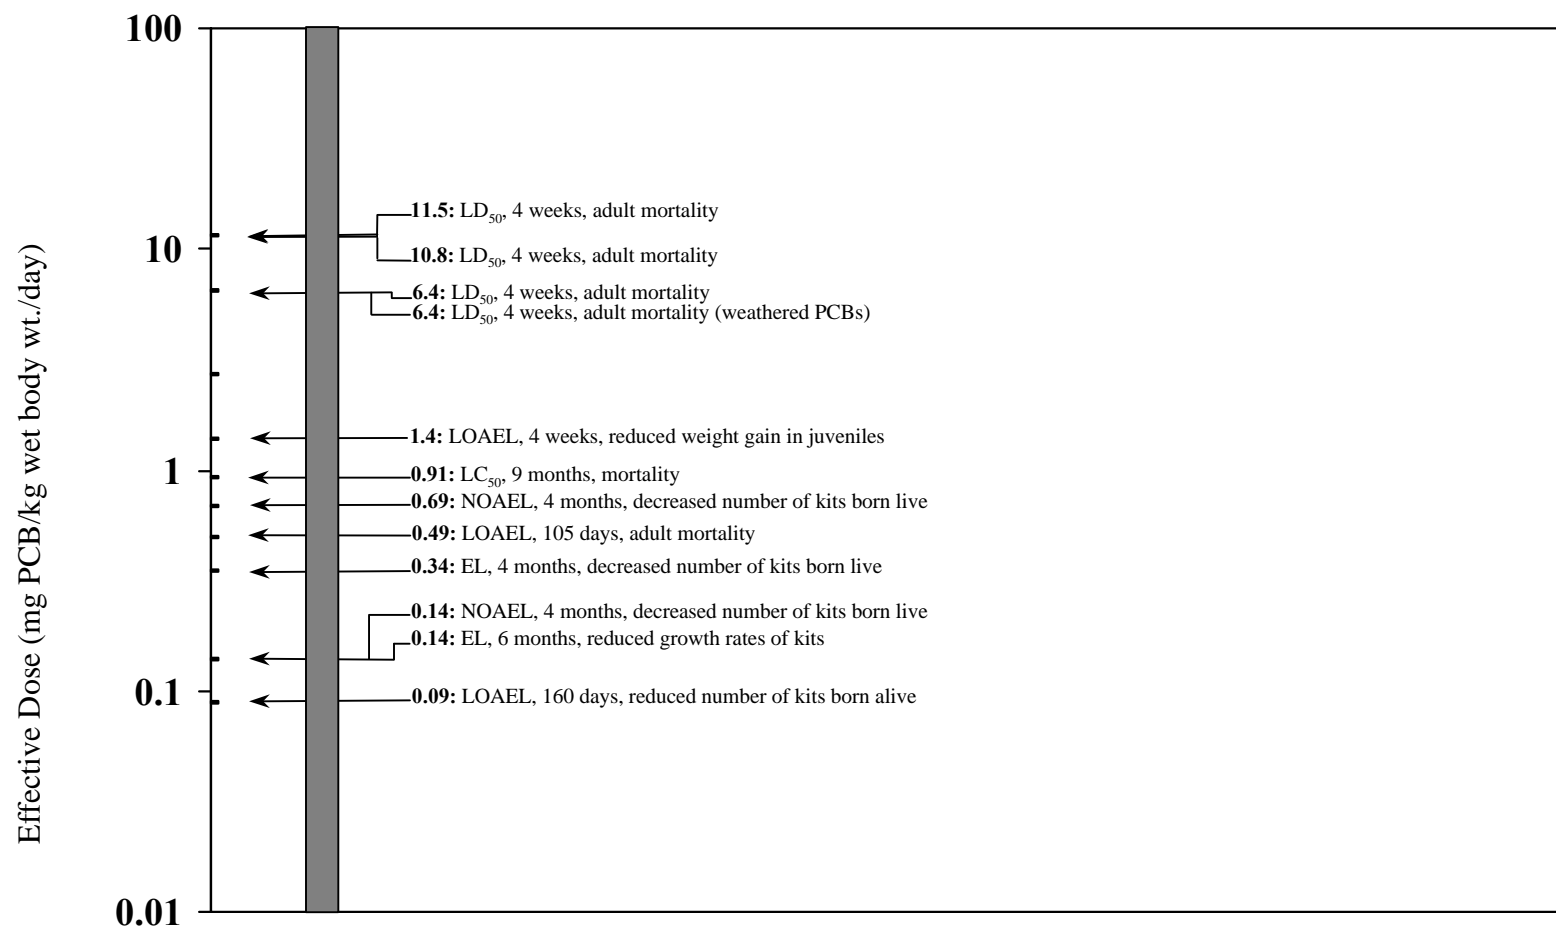 Effective Dose (mg PCB/kg wet body wt./day)
100
10
1
0.1
0.01
11.5: LD50, 4 weeks, adult mortality
10.8: LD50, 4 weeks, adult mortality
6.4: LD50, 4 weeks, adult mortality
6.4: LD50, 4 weeks, adult mortality (weathered PCBs)
1.4: LOAEL, 4 weeks, reduced weight gain in juveniles
0.91: LC50, 9 months, mortality
0.69: NOAEL, 4 months, decreased number of kits born live
0.49: LOAEL, 105 days, adult mortality
0.34: EL, 4 months, decreased number of kits born live
0.14: NOAEL, 4 months, decreased number of kits born live
0.14: EL, 6 months, reduced growth rates of kits
0.09: LOAEL, 160 days, reduced number of kits born alive